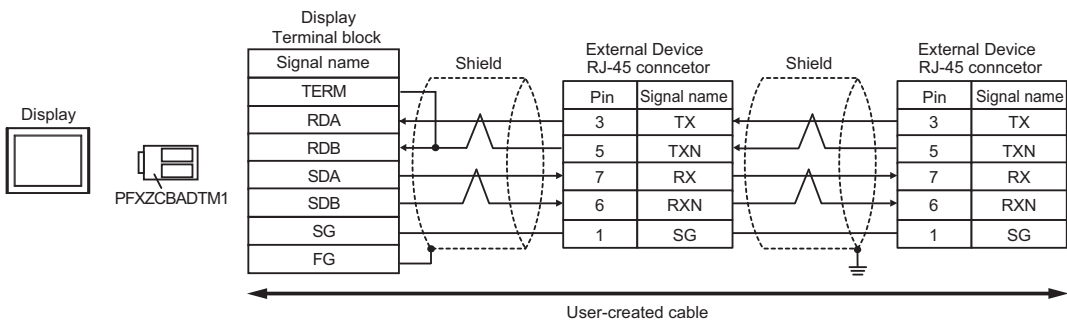 Display
Terminal block
Signal name
TERM
RDA
RDB
SDA
SDB
SG
FG
Display
PFXZCBADTM1
Shield
External Device
RJ-45 conncetor
Pin Signal name
3 TX
5 TXN
7 RX
6 RXN
1 SG
Shield
External Device
RJ-45 conncetor
Pin Signal name
3 TX
5 TXN
7 RX
6 RXN
1 SG
User-created cable